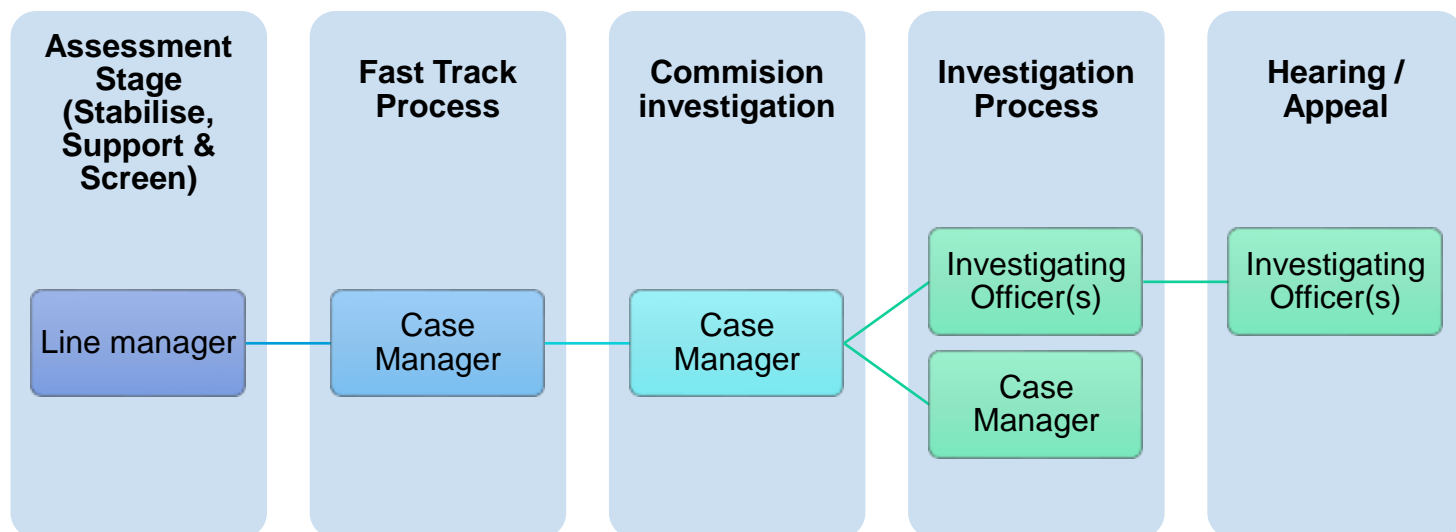 Assessment
Stage
(Stabilise,
Support &
Screen)
Fast Track
Process
Commision
investigation
Investigation
Process
Hearing /
Appeal
Line manager
Case
Manager
Case
Manager
Investigating
Officer(s)
Case
Manager
Investigating
Officer(s)